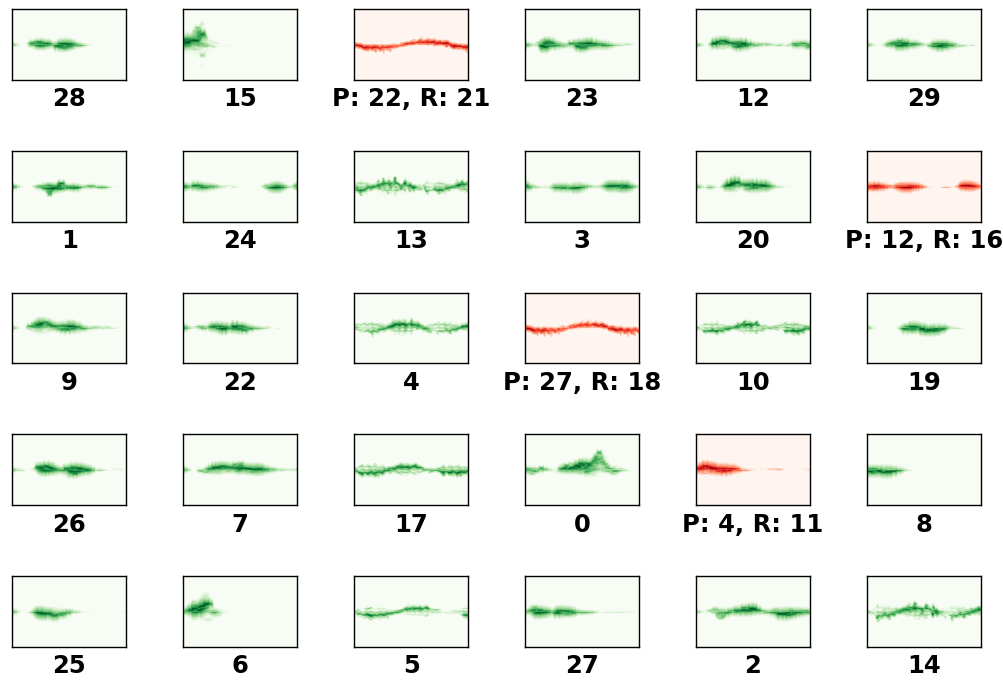 28 15 P: 22, R: 21 23 12 29
1 24 13 3 20 P: 12, R: 16
9 22 4 P: 27, R: 18 10 19
26 7 17 0 P: 4, R: 11 8
25 6 5 27 2 14